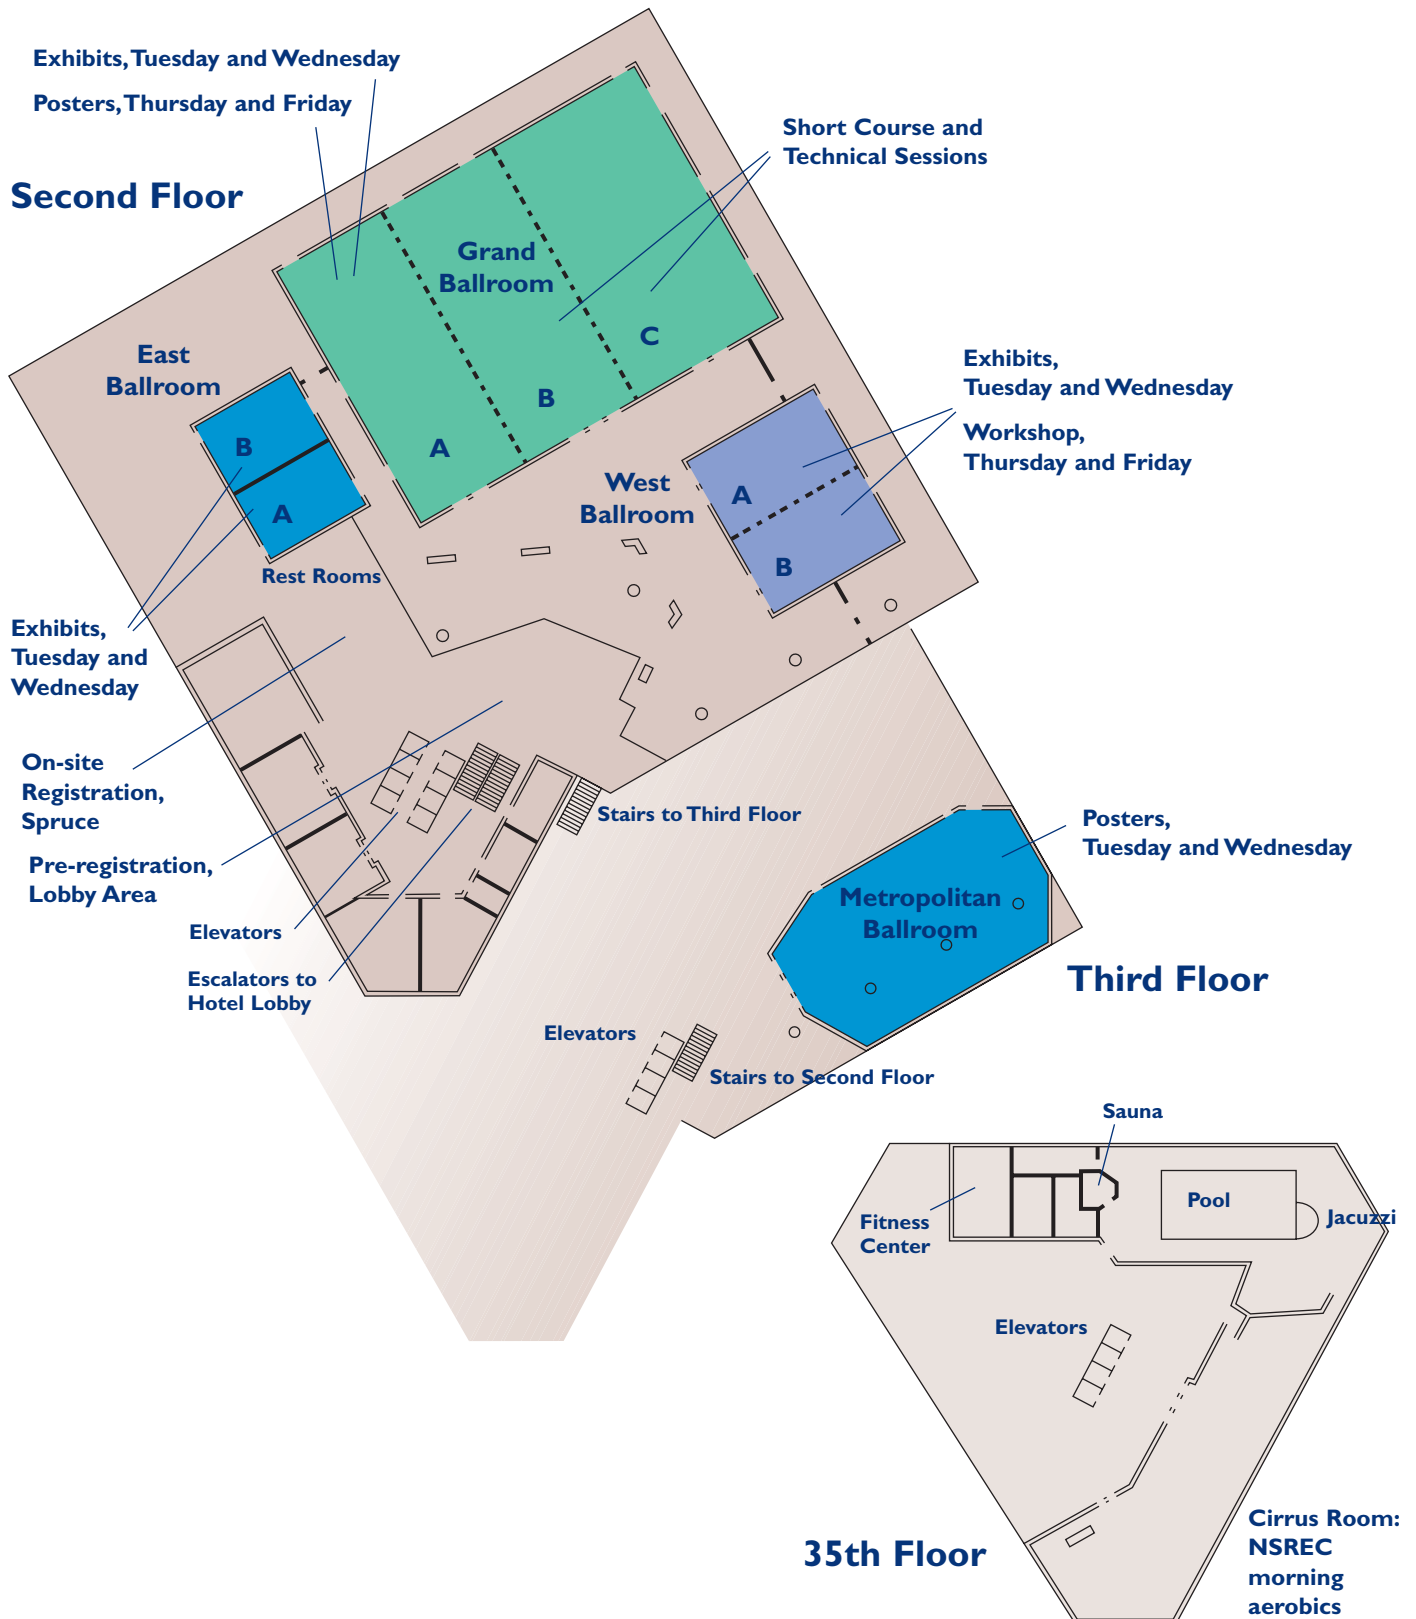 Exhibits, Tuesday and Wednesday
Posters, Thursday and Friday
Short Course and
Technical Sessions
Second Floor
Grand
Ballroom
C
B
A
East
Ballroom
B
A
Rest Rooms
Exhibits,
Tuesday and Wednesday
Workshop,
Thursday and Friday
West
Ballroom
A
B
Exhibits,
Tuesday and
Wednesday
On-site
Registration,
Spruce
Pre-registration,
Lobby Area
Stairs to Third Floor
Elevators
Escalators to
Hotel Lobby
Posters,
Tuesday and Wednesday
Metropolitan
Ballroom
Third Floor
Elevators
Stairs to Second Floor
Sauna
Pool
Jacuzzi
Fitness
Center
Elevators
35th Floor
Cirrus Room:
NSREC
morning
aerobics